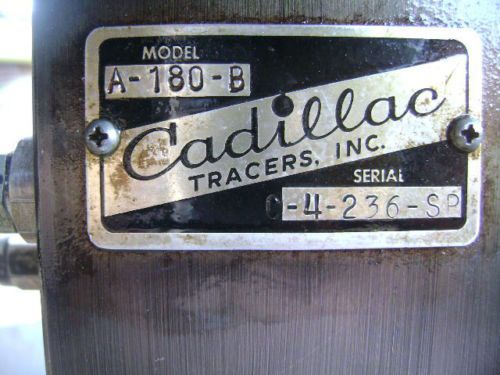 MODEL
A-180-B
Cadillac
TRACERS, INC.
SERIAL
C-4-236-SP